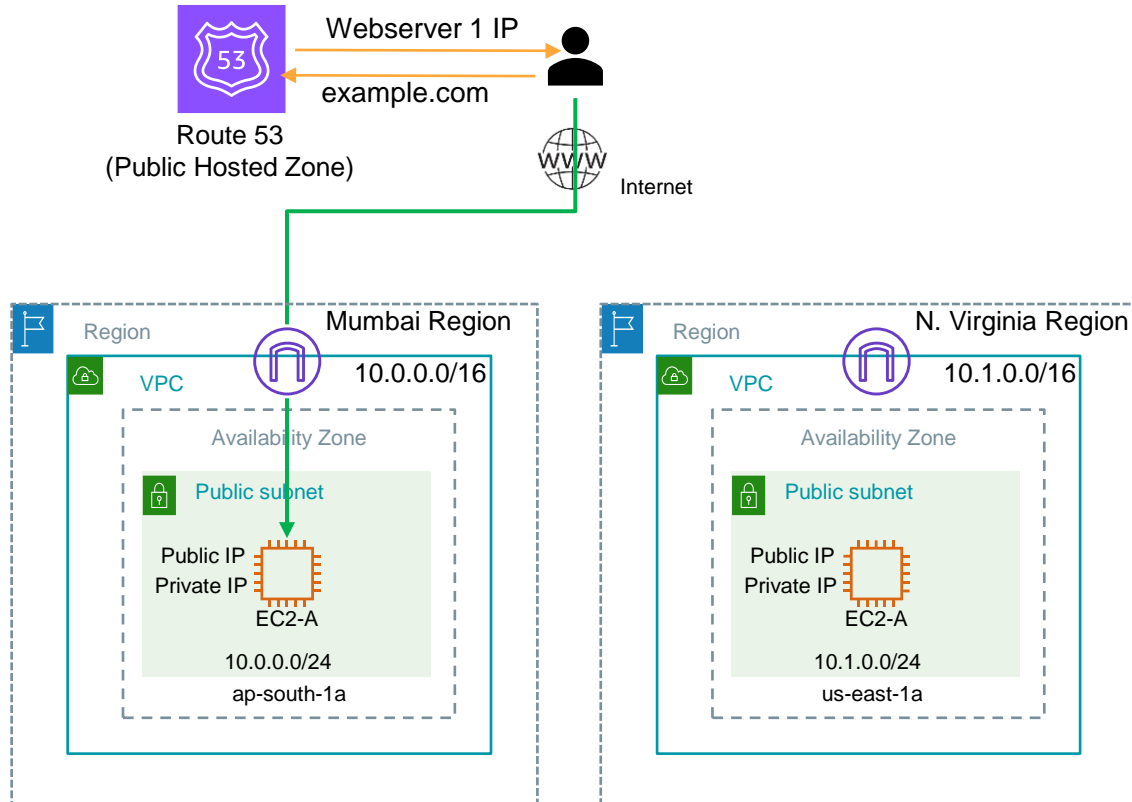 Webserver 1 IP
53
example.com
Route 53
(Public Hosted Zone)
WWW
Internet
Region
Mumbai Region
VPC
10.0.0.0/16
Availability Zone
Public subnet
Public IP
Private IP
EC2-A
10.0.0.0/24
ap-south-1a
Region
N. Virginia Region
VPC
10.1.0.0/16
Availability Zone
Public subnet
Public IP
Private IP
EC2-A
10.1.0.0/24
us-east-1a